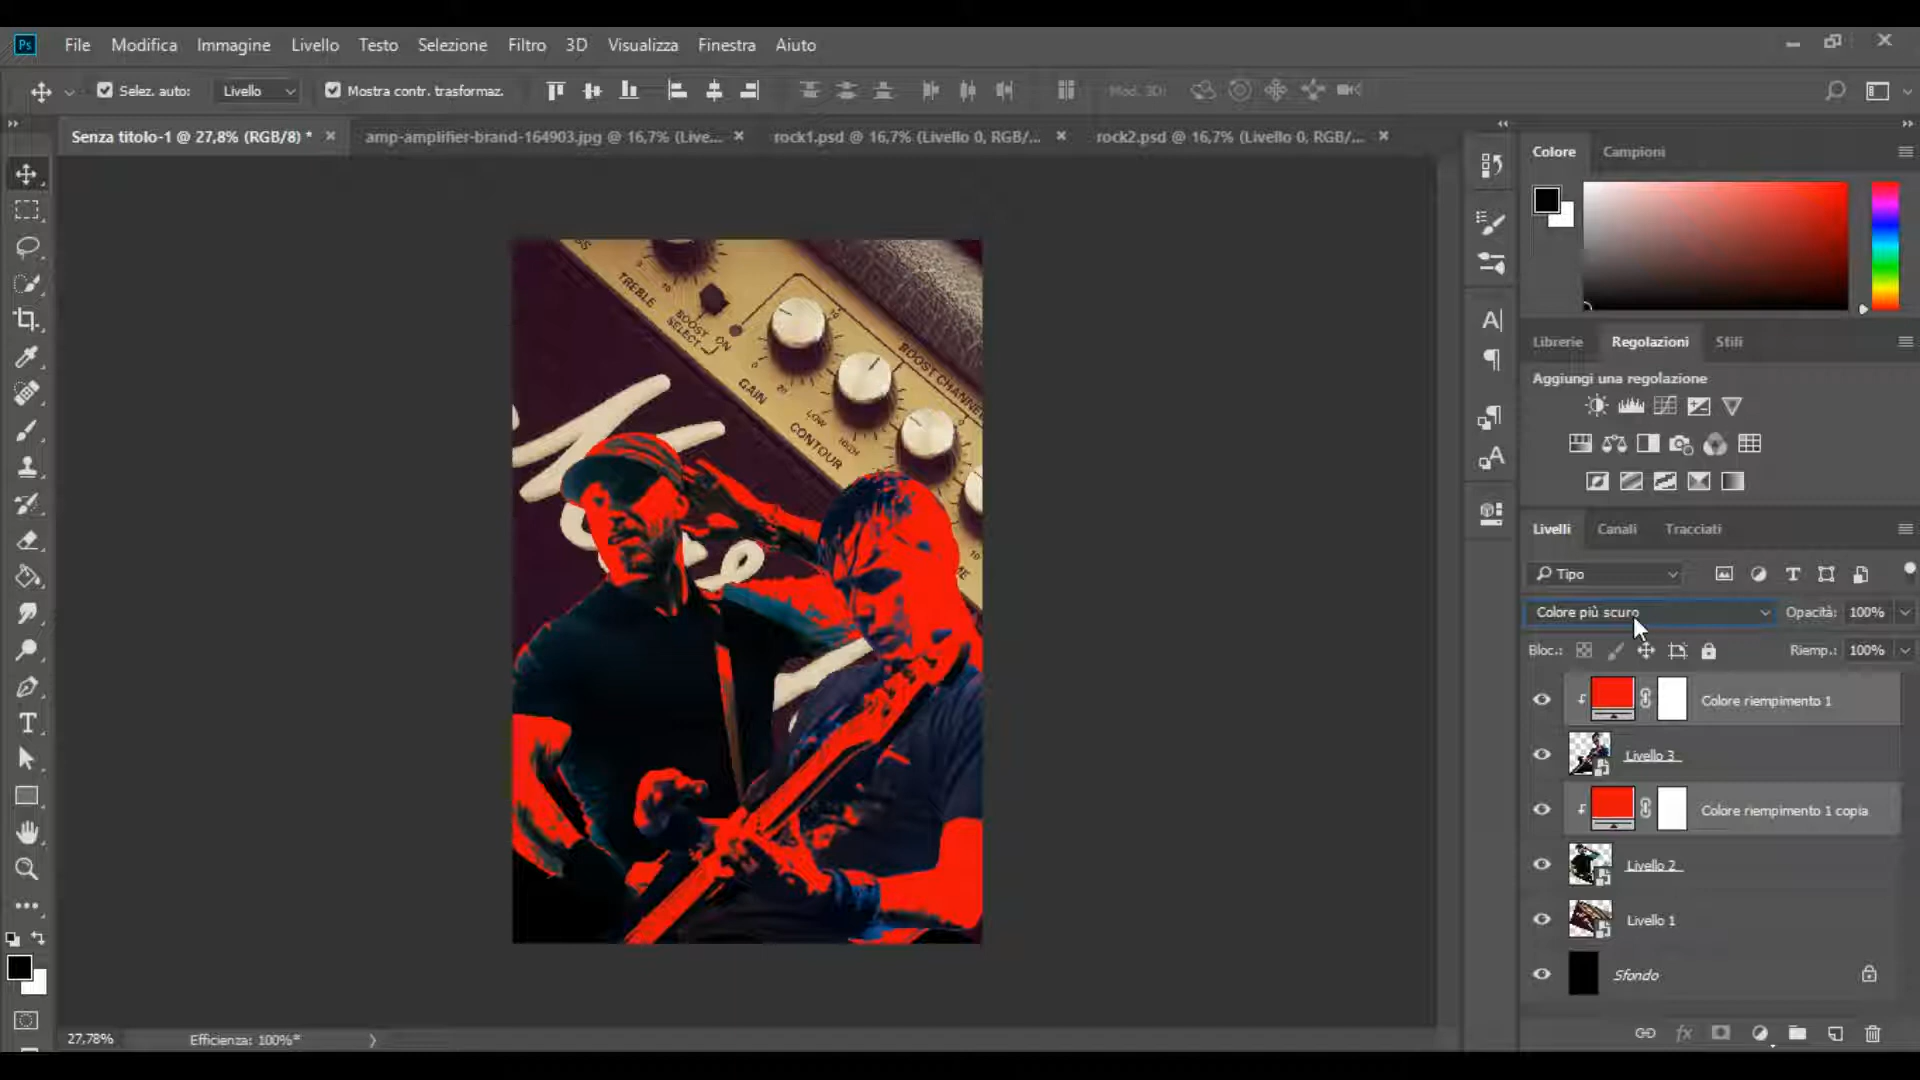 Ps File Modifica Immagine Livello Testo Selezione Filtro 3D Visualizza Finestra Aiuto
Selez. auto: Livello Mostra contr. trasformaz. Mod. 3D:
Senza titolo-1 @ 27,8% (RGB/8) * amp-amplifier-brand-164903.jpg @ 16,7% (Live... rock1.psd @ 16,7% (Livello 0, RGB/... rock2.psd @ 16,7% (Livello 0, RGB/...
Colore Campioni
Librerie Regolazioni Stili
Aggiungi una regolazione
Livelli Canali Tracciati
Tipo
Colore più scuro Opacità: 100%
Bloc.: Riemp.: 100%
Colore riempimento 1
Livello 3
Colore riempimento 1 copia
Livello 2
Livello 1
Sfondo
TREBLE
10
BOOST
SELECT
ON
0
10
GAIN
BOOST CHANNEL
LOW
HIGH
CONTOUR
10
27,78% Efficienza: 100%*